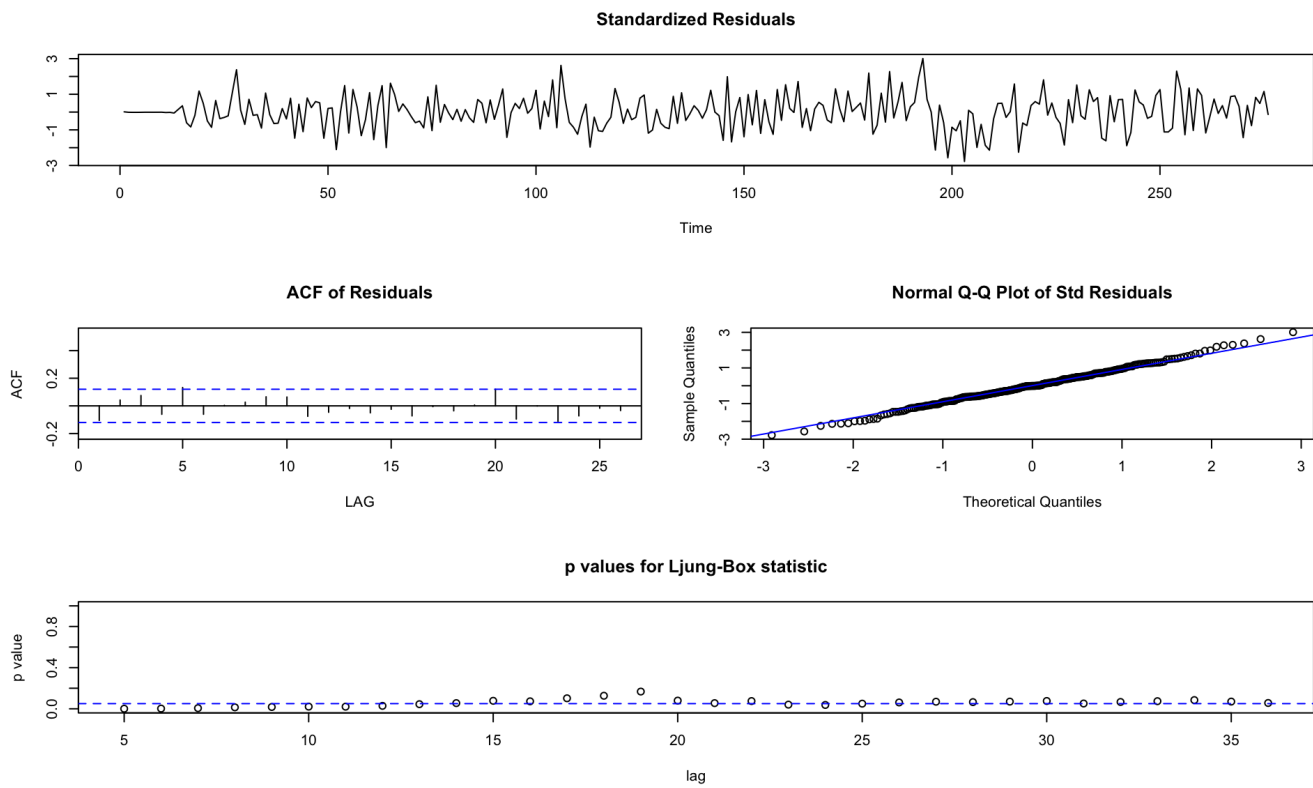 Standardized Residuals
3
1
-1
-3
0 50 100 150 200 250
Time
ACF of Residuals
ACF
0.2
-0.2
0 5 10 15 20 25
LAG
Normal Q-Q Plot of Std Residuals
Sample Quantiles
3
1
-1
-3
-3 -2 -1 0 1 2 3
Theoretical Quantiles
p values for Ljung-Box statistic
p value
0.8
0.4
0.0
5 10 15 20 25 30 35
lag